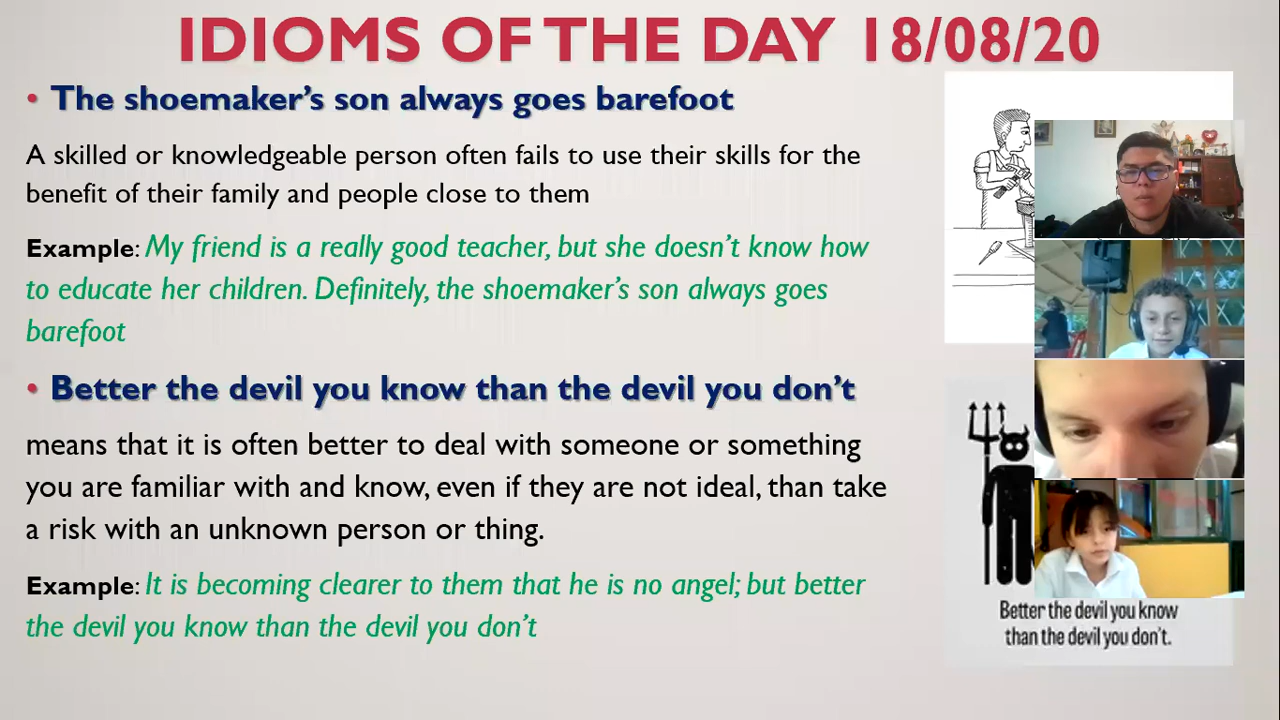 IDIOMS OF THE DAY 18/08/20
• The shoemaker's son always goes barefoot
A skilled or knowledgeable person often fails to use their skills for the
benefit of their family and people close to them
Example: My friend is a really good teacher, but she doesn't know how
to educate her children. Definitely, the shoemaker's son always goes
barefoot
• Better the devil you know than the devil you don't
means that it is often better to deal with someone or something
you are familiar with and know, even if they are not ideal, than take
a risk with an unknown person or thing.
Example: It is becoming clearer to them that he is no angel; but better
the devil you know than the devil you don't
Better the devil you know
than the devil you don't.